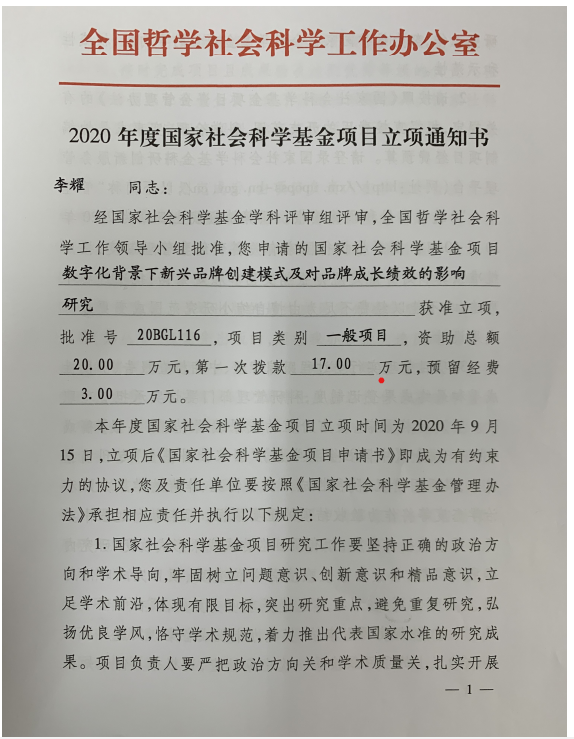 全国哲学社会科学工作办公室
2020 年度国家社会科学基金项目立项通知书
李耀 同志：
经国家社会科学基金学科评审组评审,全国哲学社会科
学工作领导小组批准,您申请的国家社会科学基金项目
数字化背景下新兴品牌创建模式及对品牌成长绩效的影响
研究 获准立项,
批准号 20BGL116 ,项目类别 一般项目 ,资助总额
20.00 万元,第一次拨款 17.00 万元,预留经费
3.00 万元。
本年度国家社会科学基金项目立项时间为 2020 年 9 月
15 日,立项后《国家社会科学基金项目申请书》即成为有约束
力的协议,您及责任单位要按照《国家社会科学基金管理办
法》承担相应责任并执行以下规定：
1. 国家社会科学基金项目研究工作要坚持正确的政治方
向和学术导向,牢固树立问题意识、创新意识和精品意识,立
足学术前沿,体现有限目标,突出研究重点,避免重复研究,弘
扬优良学风,恪守学术规范,着力推出代表国家水准的研究成
果。项目负责人要严把政治方向关和学术质量关,扎实开展
— 1 —